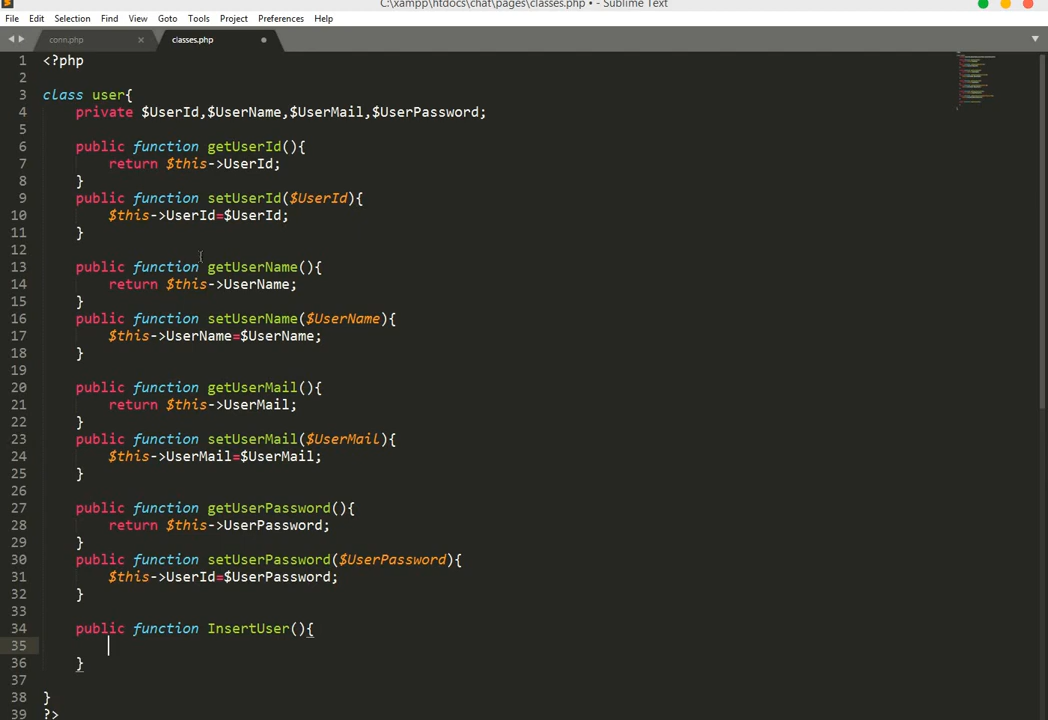 C:\xampp\htdocs\chat\pages\classes.php • - Sublime Text
File Edit Selection Find View Goto Tools Project Preferences Help
conn.php × classes.php
1 <?php
2
3 class user{
4 private $UserId,$UserName,$UserMail,$UserPassword;
5
6 public function getUserId(){
7 return $this->UserId;
8 }
9 public function setUserId($UserId){
10 $this->UserId=$UserId;
11 }
12
13 public function getUserName(){
14 return $this->UserName;
15 }
16 public function setUserName($UserName){
17 $this->UserName=$UserName;
18 }
19
20 public function getUserMail(){
21 return $this->UserMail;
22 }
23 public function setUserMail($UserMail){
24 $this->UserMail=$UserMail;
25 }
26
27 public function getUserPassword(){
28 return $this->UserPassword;
29 }
30 public function setUserPassword($UserPassword){
31 $this->UserId=$UserPassword;
32 }
33
34 public function InsertUser(){
35
36 }
37
38 }
39 ?>